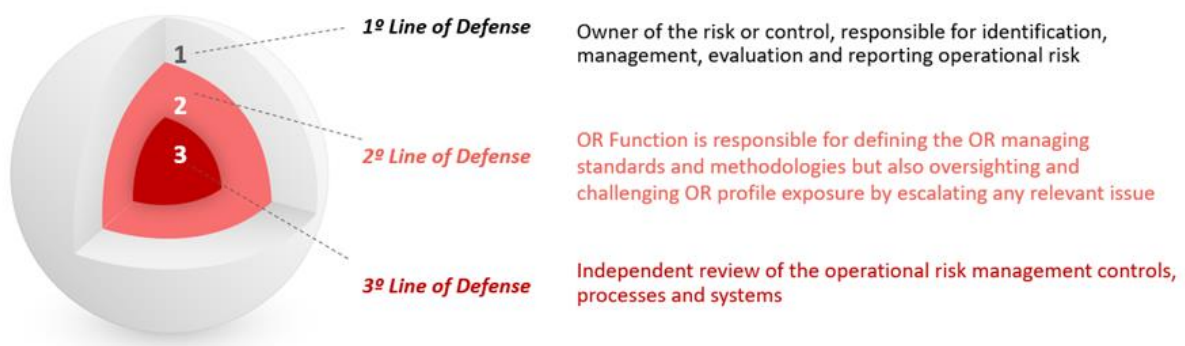 1º Line of Defense
Owner of the risk or control, responsible for identification,
management, evaluation and reporting operational risk
1
2
3
2º Line of Defense
OR Function is responsible for defining the OR managing
standards and methodologies but also oversighting and
challenging OR profile exposure by escalating any relevant issue
3º Line of Defense
Independent review of the operational risk management controls,
processes and systems